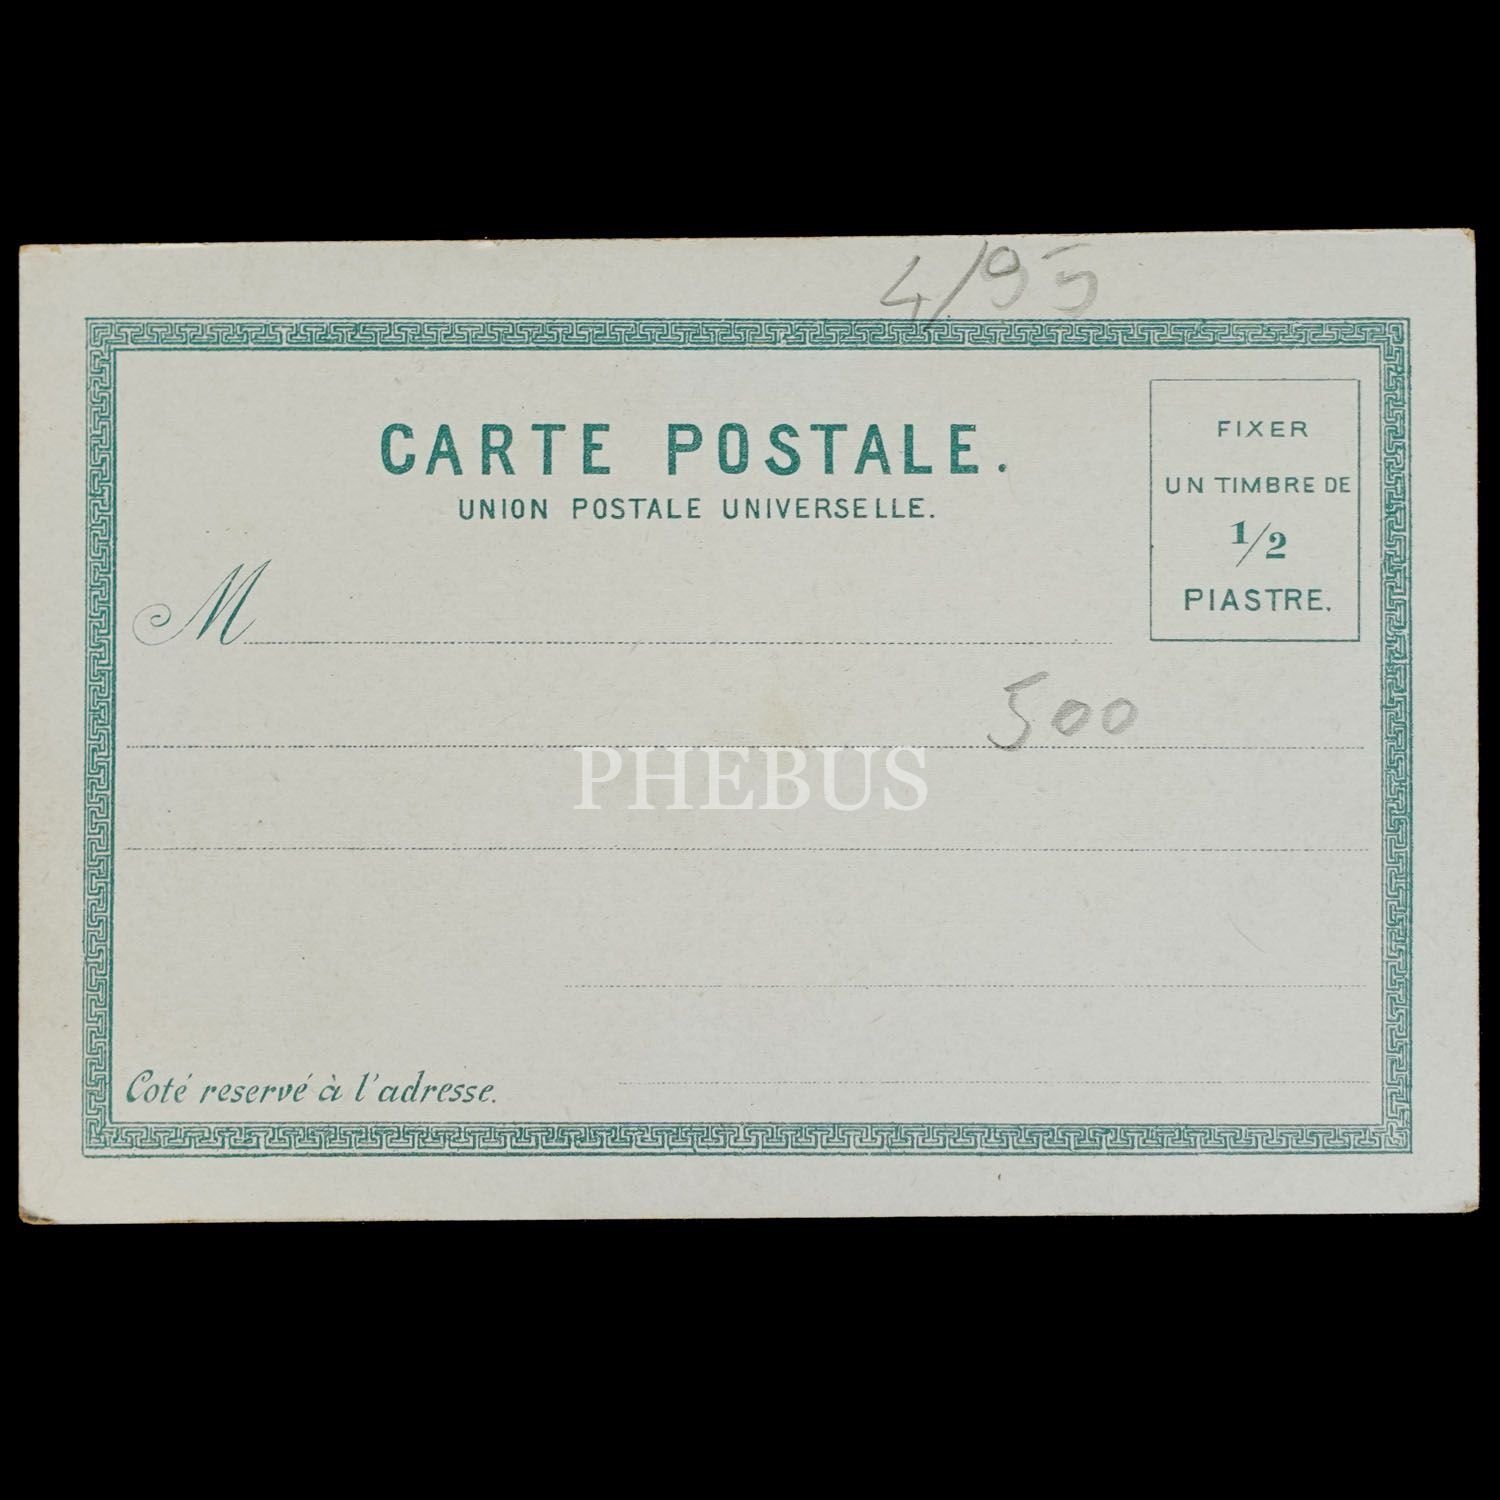 4/95
CARTE POSTALE.
UNION POSTALE UNIVERSELLE.
FIXER
UN TIMBRE DE
1/2
PIASTRE.
M
500
PHEBUS
Coté reservé à l'adresse.